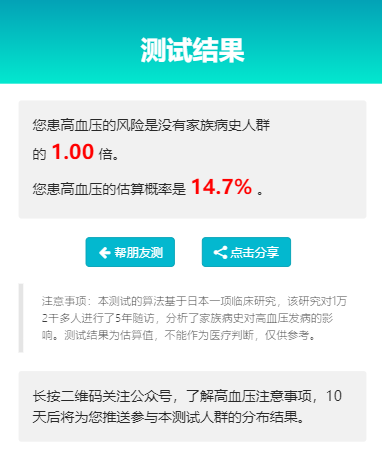 测试结果
您患高血压的风险是没有家族病史人群
的 1.00 倍。
您患高血压的估算概率是 14.7% 。
帮朋友测
点击分享
注意事项：本测试的算法基于日本一项临床研究，该研究对1万
2千多人进行了5年随访，分析了家族病史对高血压发病的影
响。测试结果为估算值，不能作为医疗判断，仅供参考。
长按二维码关注公众号，了解高血压注意事项，10
天后将为您推送参与本测试人群的分布结果。